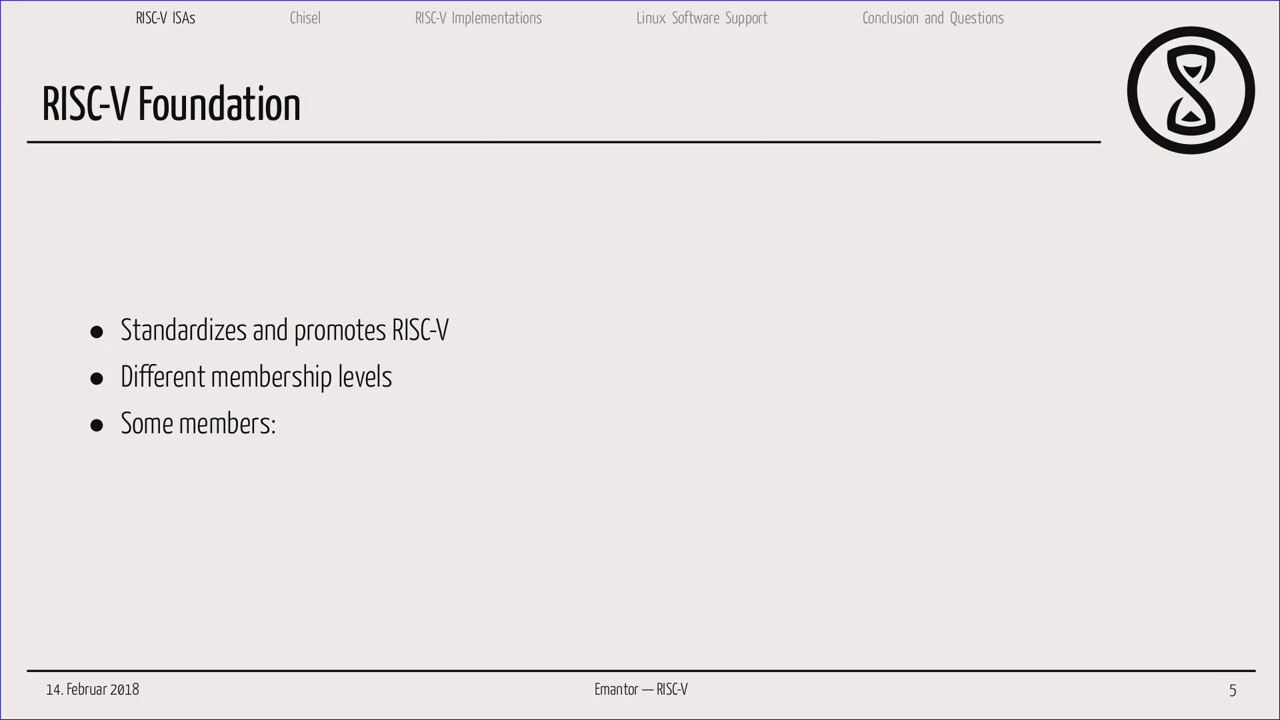 RISC-V ISAs Chisel RISC-V Implementations Linux Software Support Conclusion and Questions
RISC-V Foundation
● Standardizes and promotes RISC-V
● Different membership levels
● Some members:
14. Februar 2018 Emantor — RISC-V 5